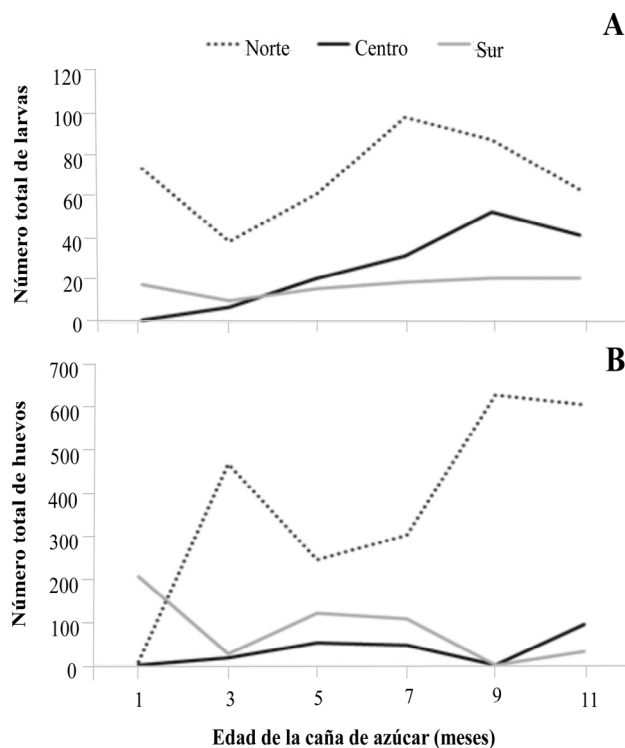 A
Norte Centro Sur
Número total de larvas
120
100
80
60
40
20
0
B
Número total de huevos
700
600
500
400
300
200
100
0
1 3 5 7 9 11
Edad de la caña de azúcar (meses)